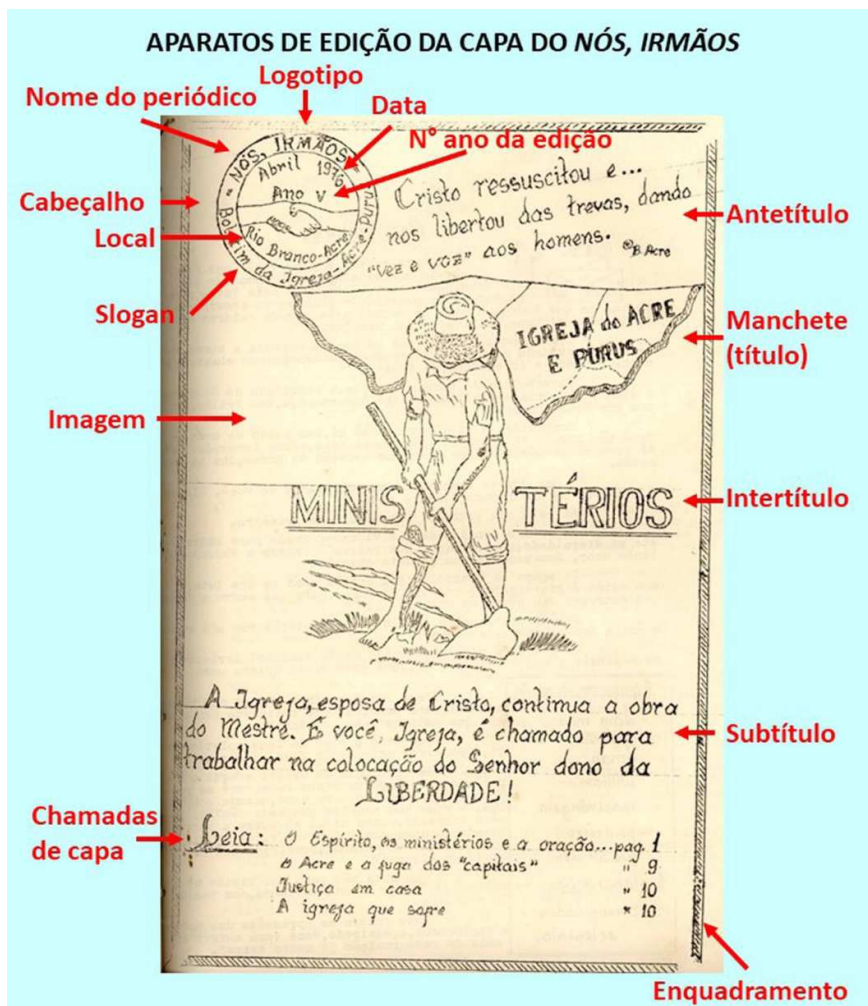 APARATOS DE EDIÇÃO DA CAPA DO NÓS, IRMÃOS
Logotipo
Nome do periódico
Data
N° ano da edição
Cabeçalho
Local
Slogan
Imagem
Chamadas
de capa
Antetítulo
Manchete
(título)
Intertítulo
Subtítulo
Enquadramento
"NÓS, IRMÃOS"
Abril 1976
Ano V
Rio Branco-Acre
Boletim da Igreja-Acre-Purus
Cristo ressuscitou e...
nos libertou das trevas, dando
"vez e voz" aos homens.
B. Acre
IGREJA do ACRE
E PURUS
MINISTÉRIOS
A Igreja, esposa de Cristo, continua a obra
do Mestre. E você, Igreja, é chamado para
trabalhar na colocação do Senhor dono da
LIBERDADE!
Leia: O Espírito, os ministérios e a oração...pag. 1
O Acre e a fuga dos "capitais" " 9
Justiça em casa " 10
A igreja que sofre " 10